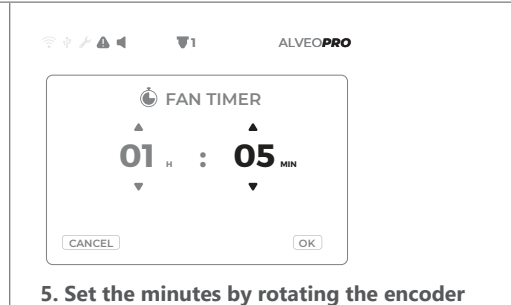 1 ALVEOPRO
FAN TIMER
01 H : 05 MIN
CANCEL OK
5. Set the minutes by rotating the encoder